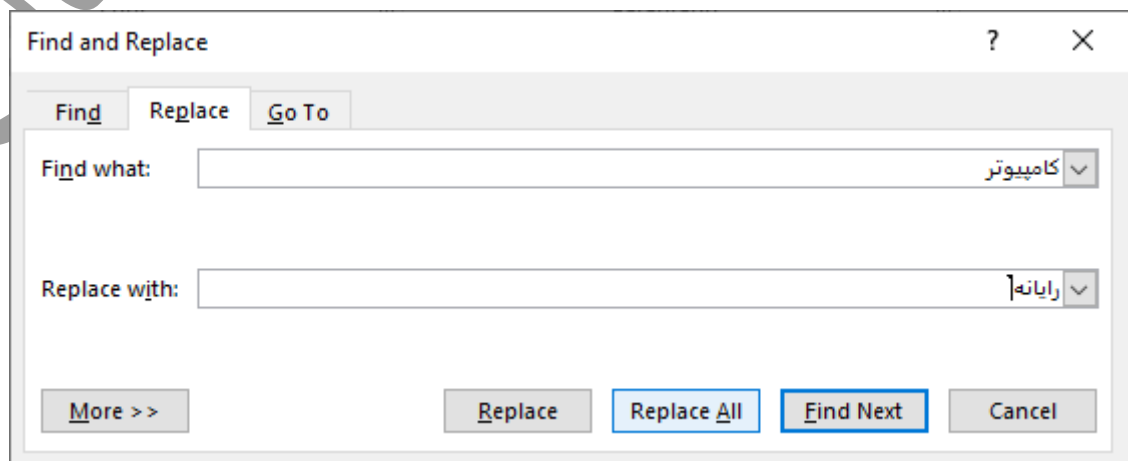 Find and Replace ?
Find Replace Go To
Find what: کامپیوتر
Replace with: رایانه
More >> Replace Replace All Find Next Cancel